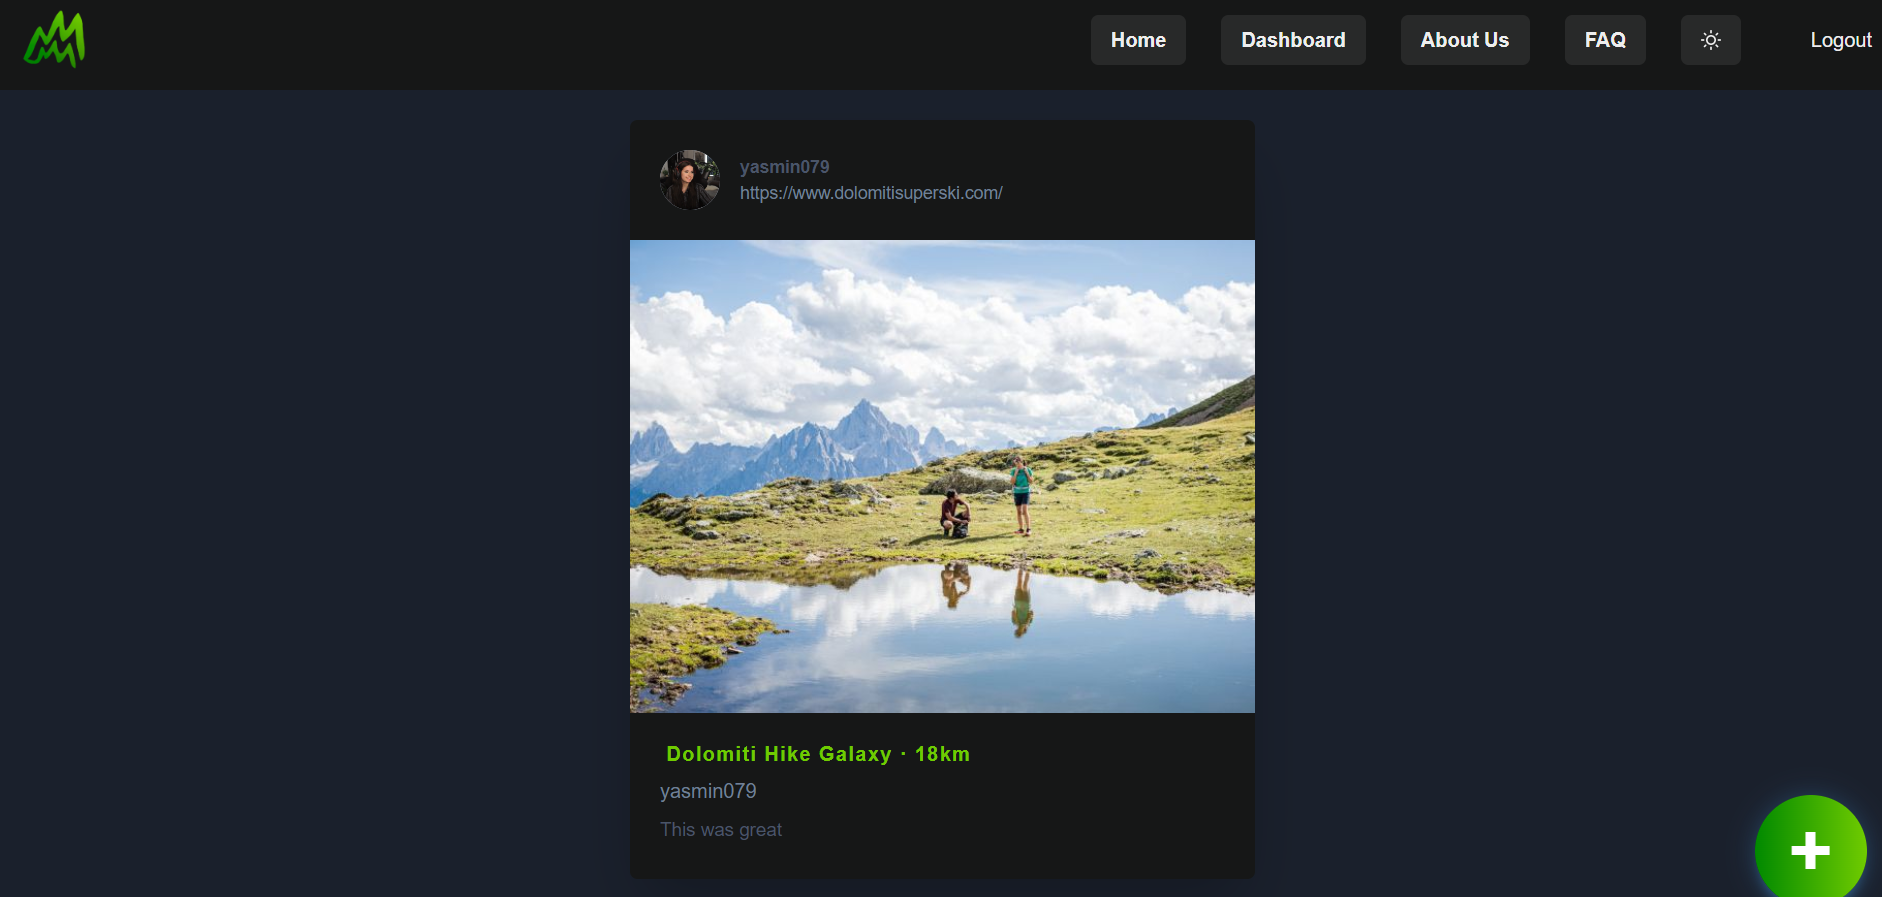 Home Dashboard About Us FAQ Logout
yasmin079
https://www.dolomitisuperski.com/
Dolomiti Hike Galaxy · 18km
yasmin079
This was great